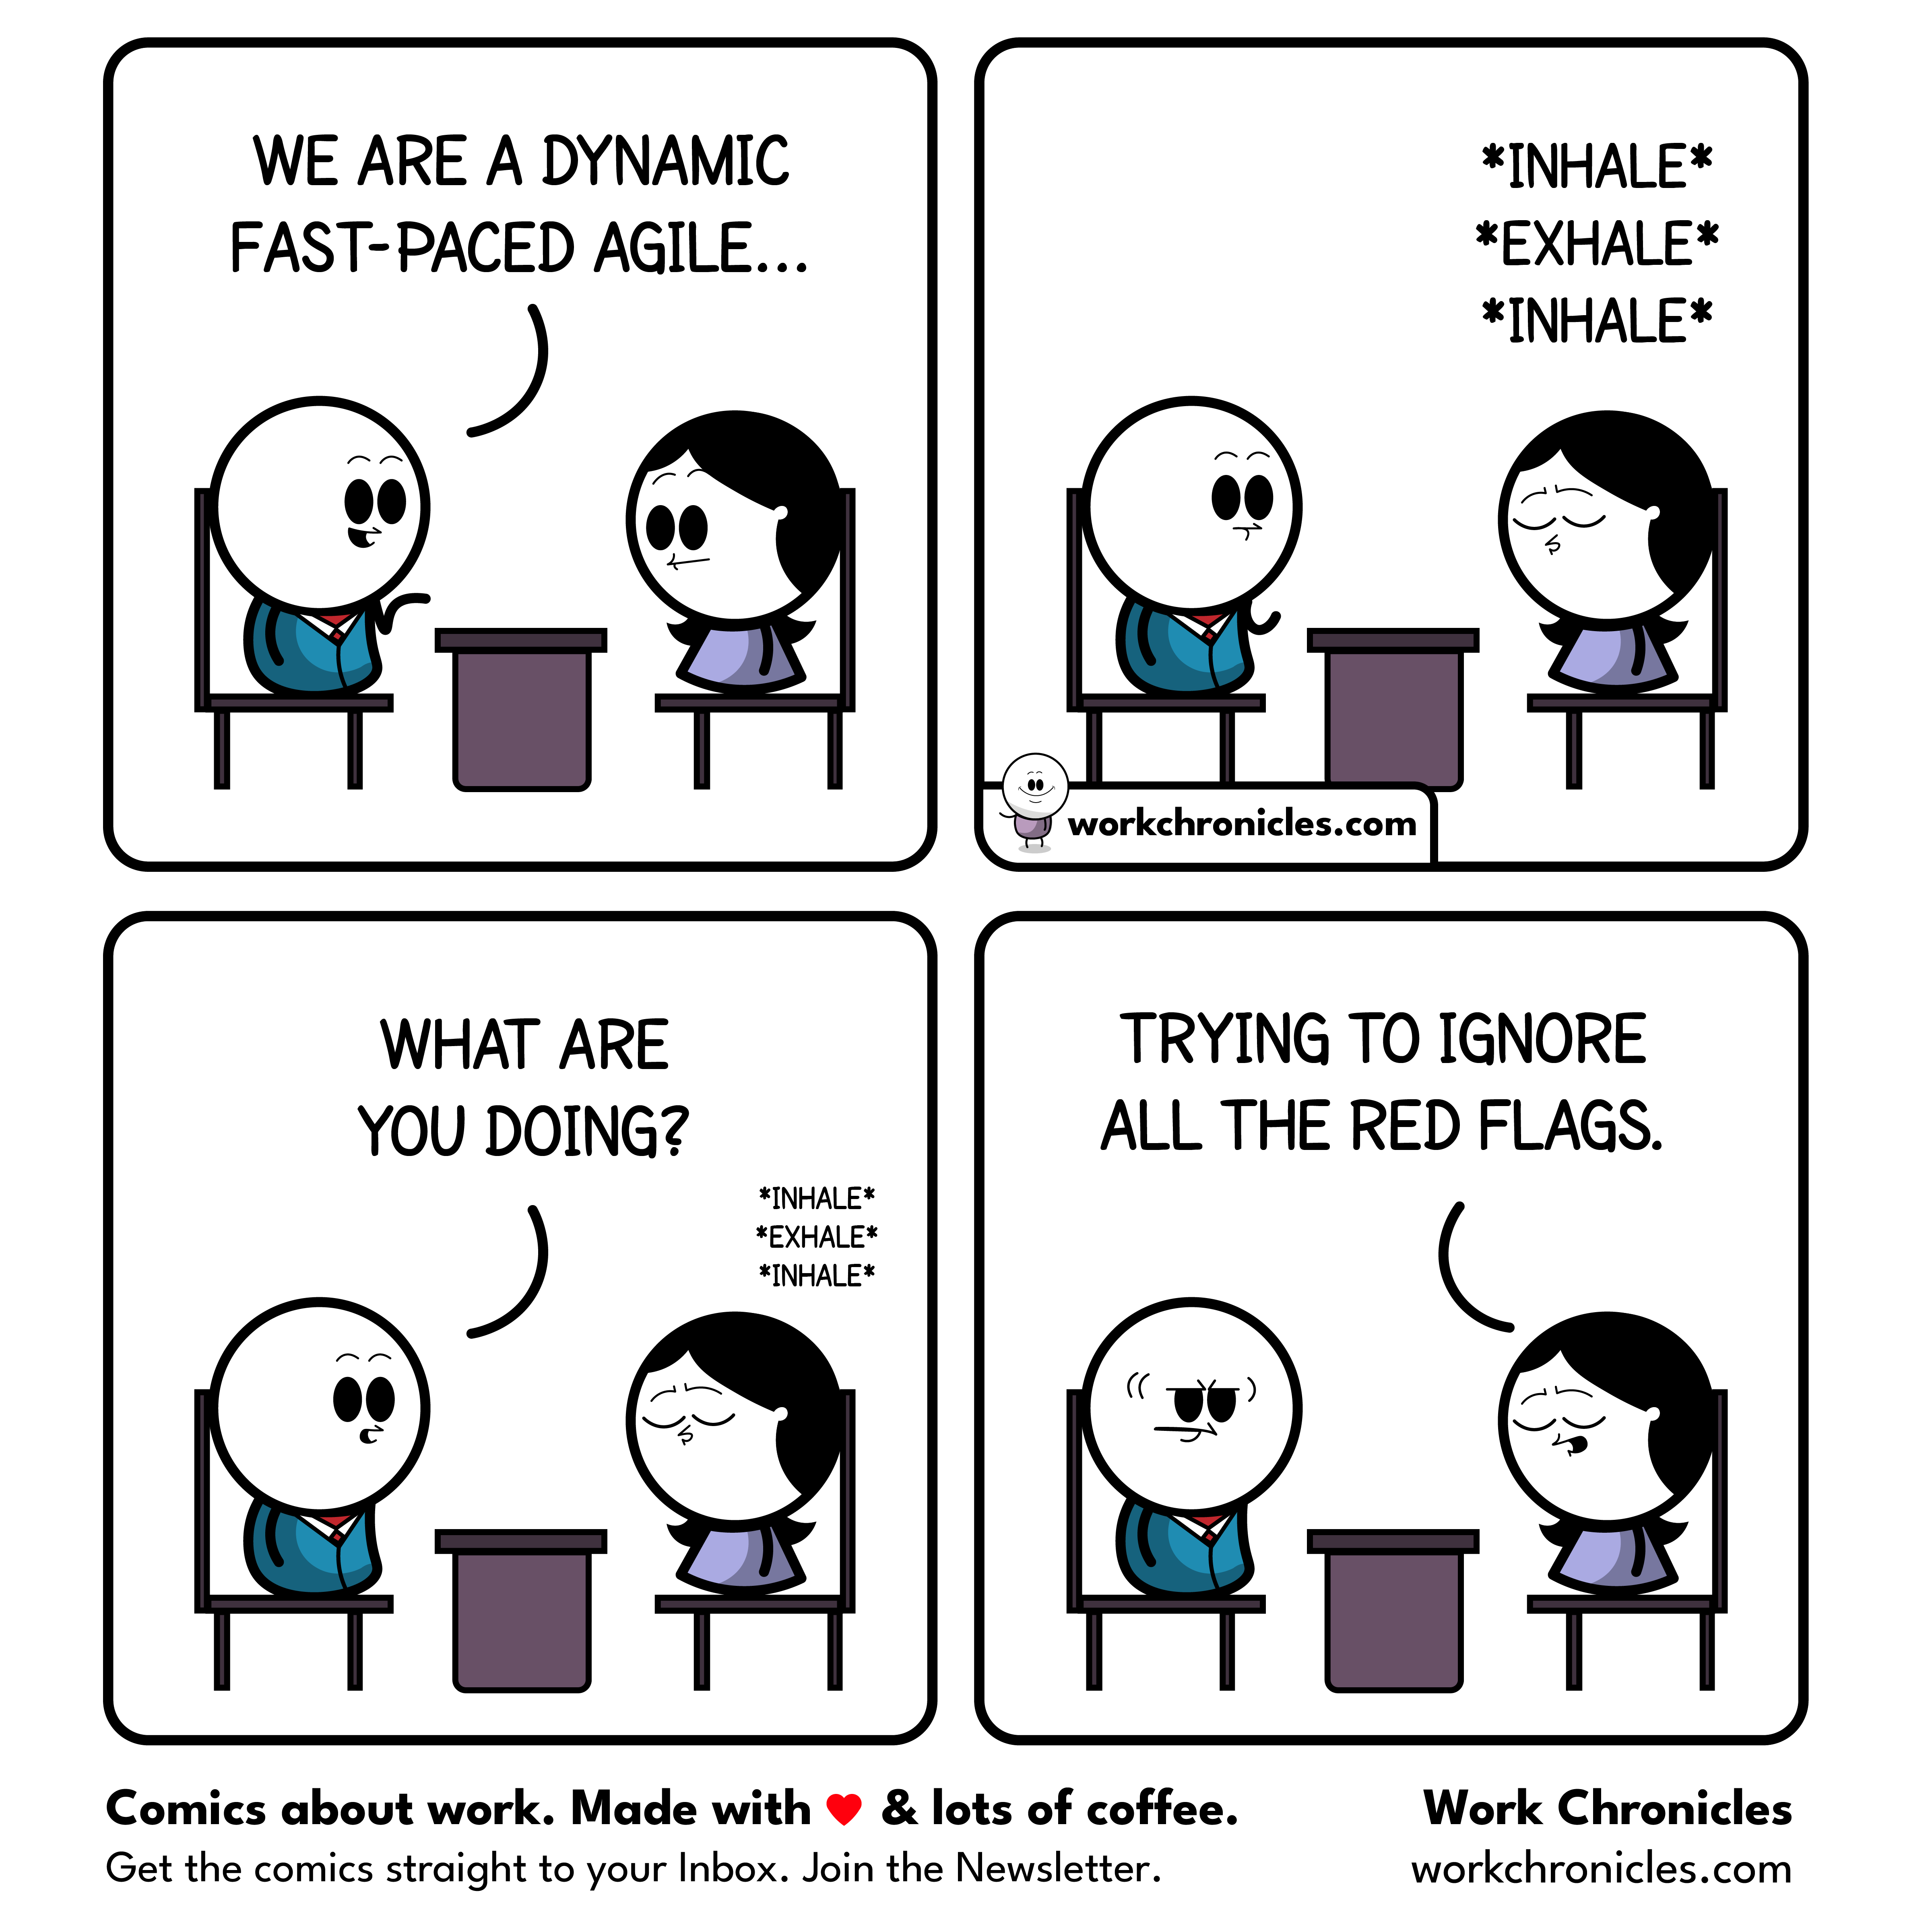 WE ARE A DYNAMIC
FAST-PACED AGILE...
*INHALE*
*EXHALE*
*INHALE*
workchronicles.com
WHAT ARE
YOU DOING?
*INHALE*
*EXHALE*
*INHALE*
TRYING TO IGNORE
ALL THE RED FLAGS.
Comics about work. Made with ❤ & lots of coffee.
Get the comics straight to your Inbox. Join the Newsletter.
Work Chronicles
workchronicles.com